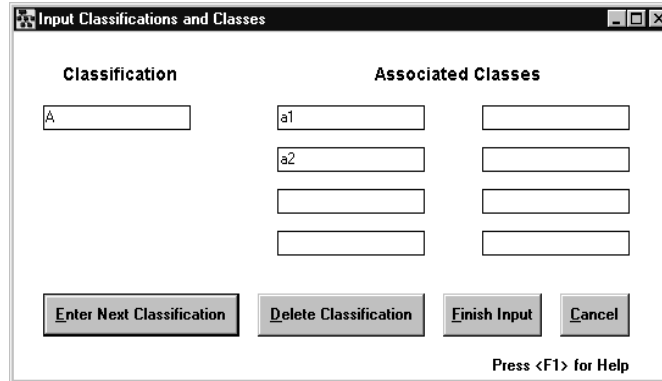 Input Classifications and Classes
Classification Associated Classes
A a1
a2
Enter Next Classification Delete Classification Finish Input Cancel
Press <F1> for Help